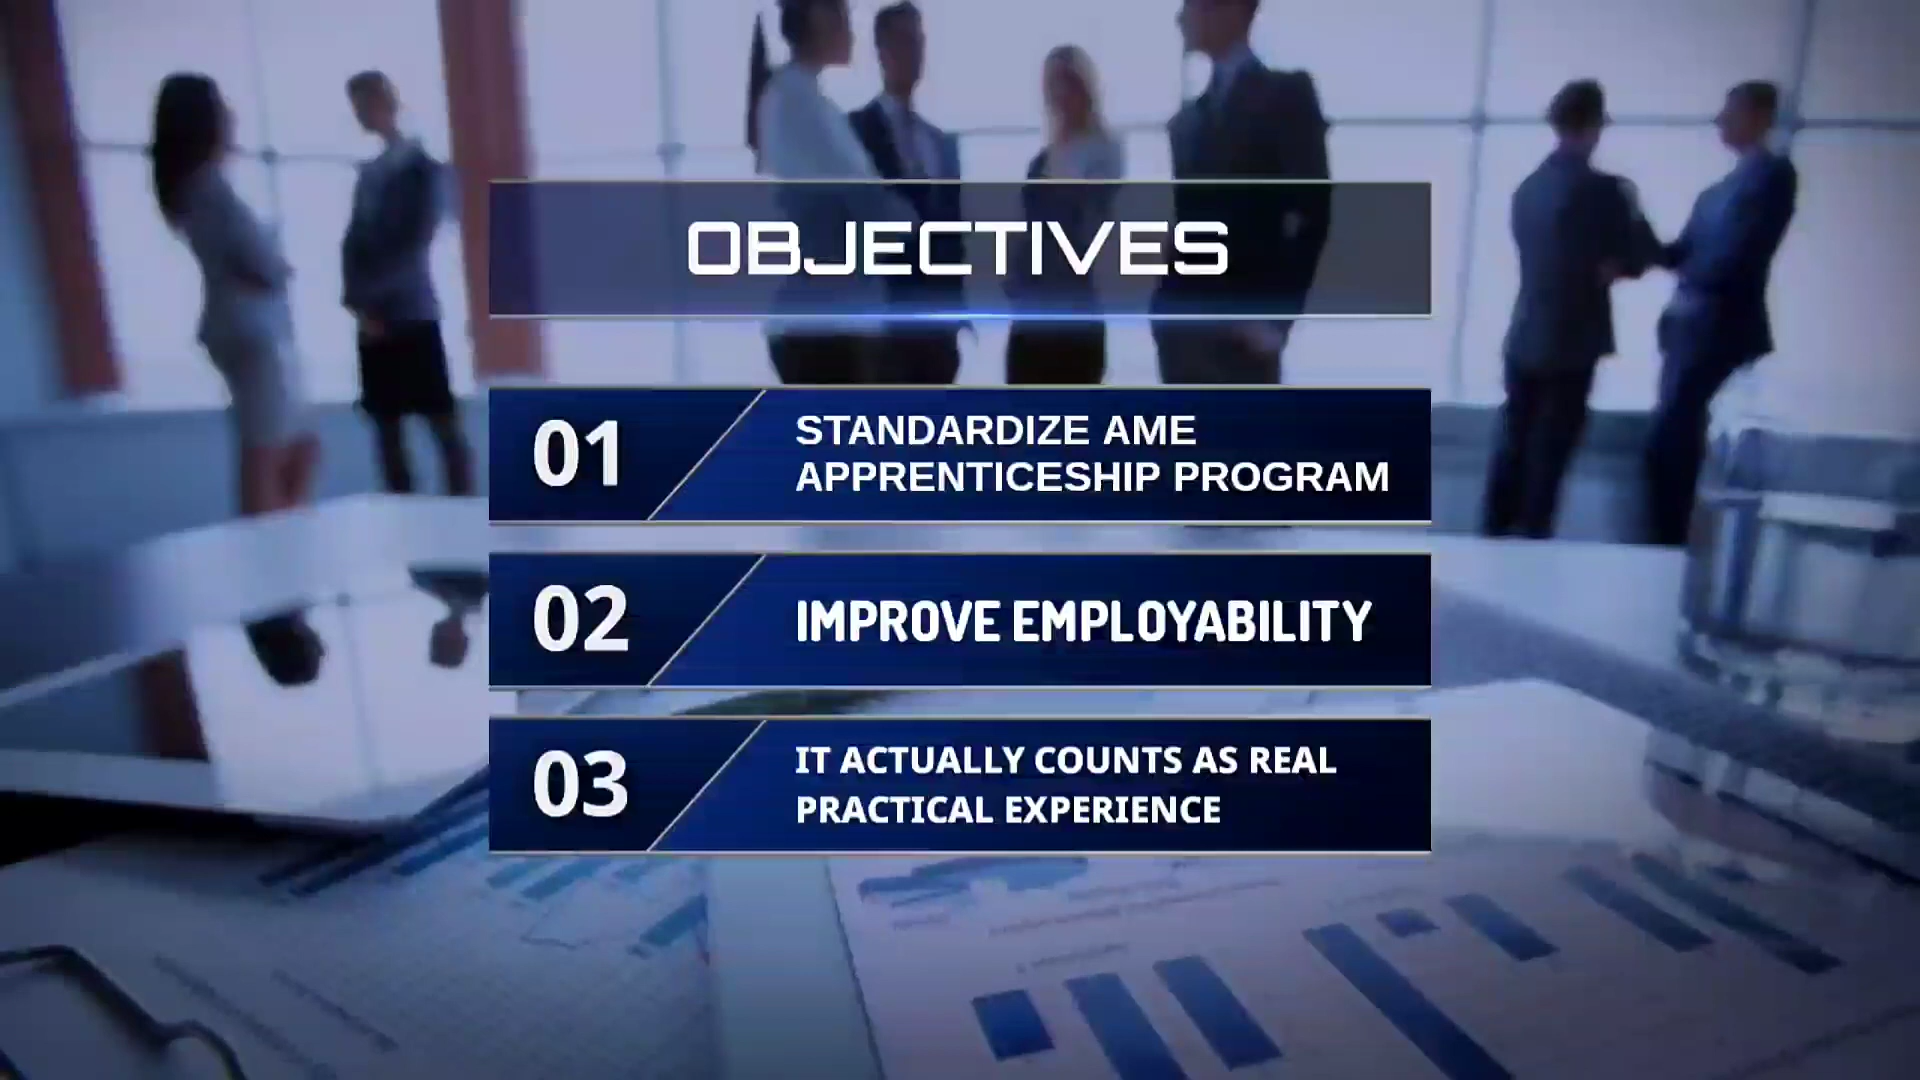 OBJECTIVES
01
STANDARDIZE AME
APPRENTICESHIP PROGRAM
02
IMPROVE EMPLOYABILITY
03
IT ACTUALLY COUNTS AS REAL
PRACTICAL EXPERIENCE